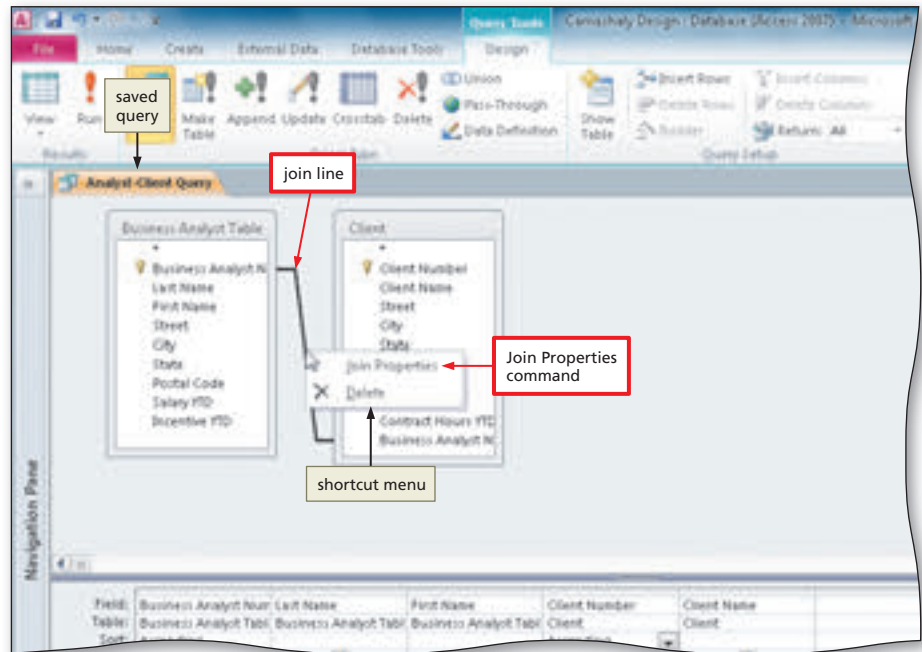 Query Tools
Camashaly Design : Database (Access 2007) - Microsoft
File
Home
Create
External Data
Database Tools
Design
View
Run
Make Table
Append
Update
Crosstab
Delete
Union
Pass-Through
Data Definition
Show Table
Insert Rows
Delete Rows
Builder
Insert Columns
Delete Columns
Return: All
Results
Query Type
Query Setup
saved
query
Analyst-Client Query
join line
Business Analyst Table
*
Business Analyst N
Last Name
First Name
Street
City
State
Postal Code
Salary YTD
Incentive YTD
Client
*
Client Number
Client Name
Street
City
State
Contract Hours YTD
Business Analyst N
Join Properties
Delete
Join Properties
command
shortcut menu
Navigation Pane
Field: Business Analyst Num Last Name First Name Client Number Client Name
Table: Business Analyst Tabl Business Analyst Tabl Business Analyst Tabl Client Client
Sort: Ascending Ascending